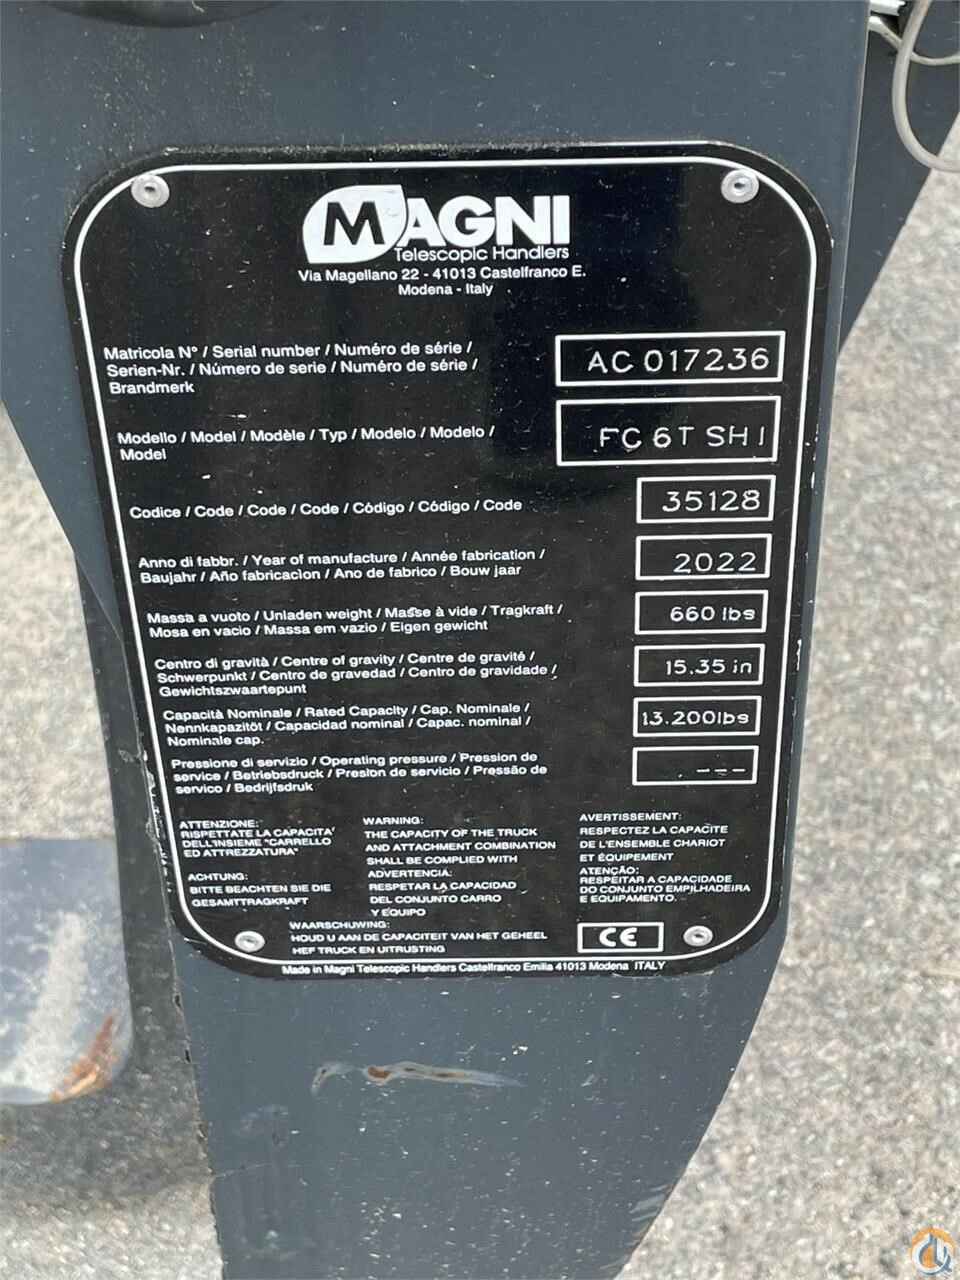 MAGNI
Telescopic Handlers
Via Magellano 22 - 41013 Castelfranco E.
Modena - Italy
Matricola N° / Serial number / Numéro de série /
Serien-Nr. / Número de serie / Numéro de série /
Brandmerk
AC 017236
Modello / Model / Modèle / Typ / Modelo / Modelo /
Model
FC 6T SH I
Codice / Code / Code / Code / Código / Código / Code
35128
Anno di fabbr. / Year of manufacture / Année fabrication /
Baujahr / Año fabricacion / Ano de fabrico / Bouw jaar
2022
Massa a vuoto / Unladen weight / Masse à vide / Tragkraft /
Mosa en vacio / Massa em vazio / Eigen gewicht
660 lbs
Centro di gravità / Centre of gravity / Centre de gravité /
Schwerpunkt / Centro de gravedad / Centro de gravidade /
Gewichtszwaartepunt
15.35 in
Capacità Nominale / Rated Capacity / Cap. Nominale /
Nennkapazitöt / Capacidad nominal / Capac. nominal /
Nominale cap.
13.200lbs
Pressione di servizio / Operating pressure / Pression de
service / Betriebsdruck / Presion de servicio / Pressão de
servico / Bedrijfsdruk
---
ATTENZIONE:
RISPETTATE LA CAPACITA'
DELL'INSIEME "CARRELLO
ED ATTREZZATURA"
ACHTUNG:
BITTE BEACHTEN SIE DIE
GESAMTTRAGKRAFT
WARNING:
THE CAPACITY OF THE TRUCK
AND ATTACHMENT COMBINATION
SHALL BE COMPLIED WITH
ADVERTENCIA:
RESPETAR LA CAPACIDAD
DEL CONJUNTO CARRO
Y EQUIPO
AVERTISSEMENT:
RESPECTEZ LA CAPACITE
DE L'ENSEMBLE CHARIOT
ET ÉQUIPEMENT
ATENÇÃO:
RESPEITAR A CAPACIDADE
DO CONJUNTO EMPILHADEIRA
E EQUIPAMENTO.
WAARSCHUWING:
HOUD U AAN DE CAPACITEIT VAN HET GEHEEL
HEF TRUCK EN UITRUSTING
CE
Made in Magni Telescopic Handlers Castelfranco Emilia 41013 Modena ITALY